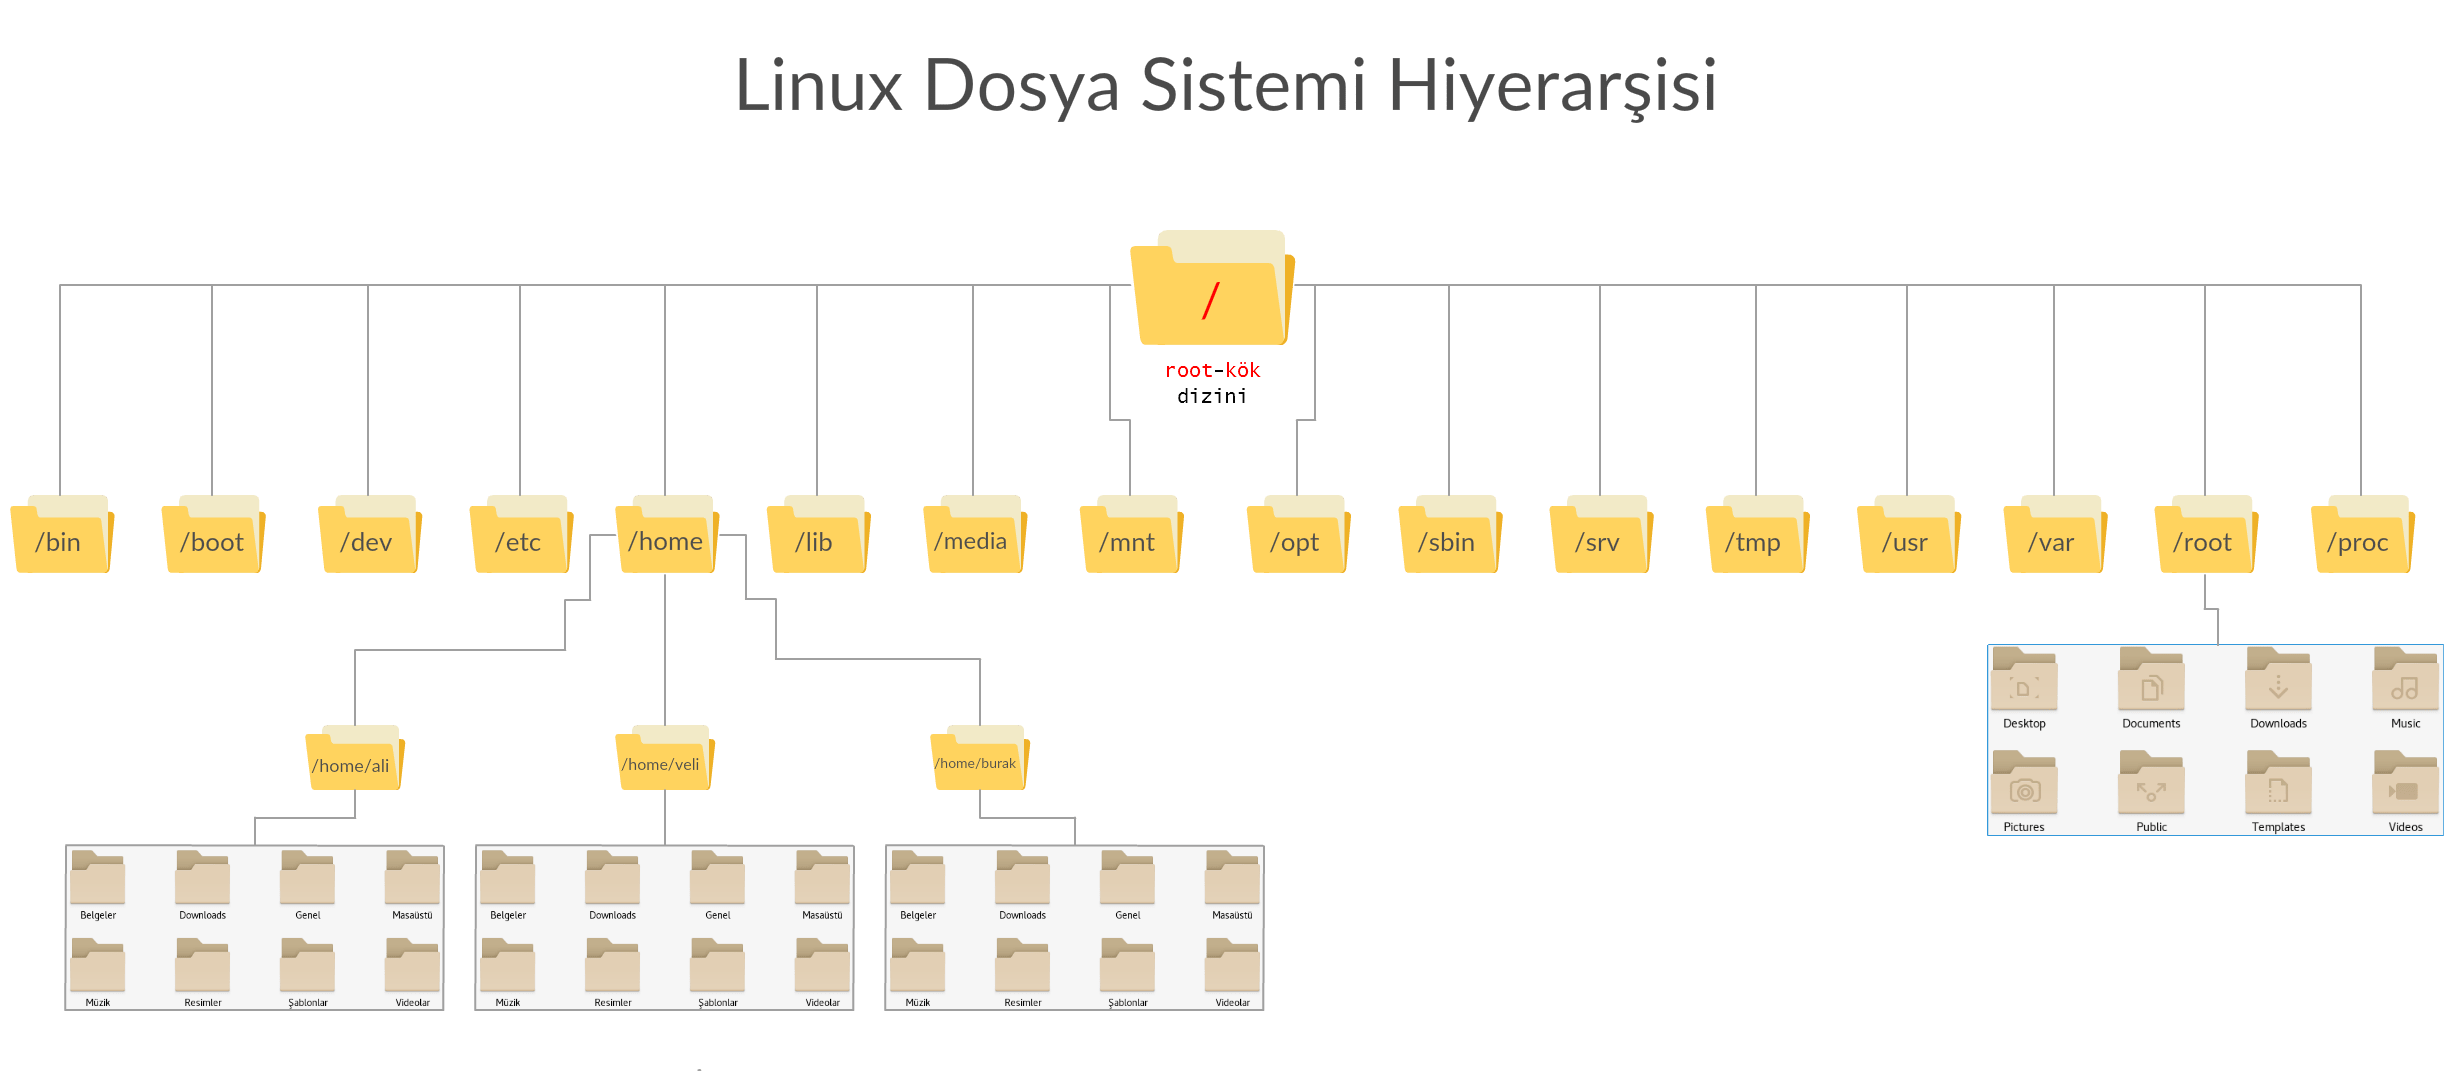 Linux Dosya Sistemi Hiyerarşisi
/
root-kök
dizini
/bin
/boot
/dev
/etc
/home
/lib
/media
/mnt
/opt
/sbin
/srv
/tmp
/usr
/var
/root
/proc
Desktop
Documents
Downloads
Music
Pictures
Public
Templates
Videos
/home/ali
/home/veli
/home/burak
Belgeler
Downloads
Genel
Masaüstü
Müzik
Resimler
Şablonlar
Videolar
Belgeler
Downloads
Genel
Masaüstü
Müzik
Resimler
Şablonlar
Videolar
Belgeler
Downloads
Genel
Masaüstü
Müzik
Resimler
Şablonlar
Videolar